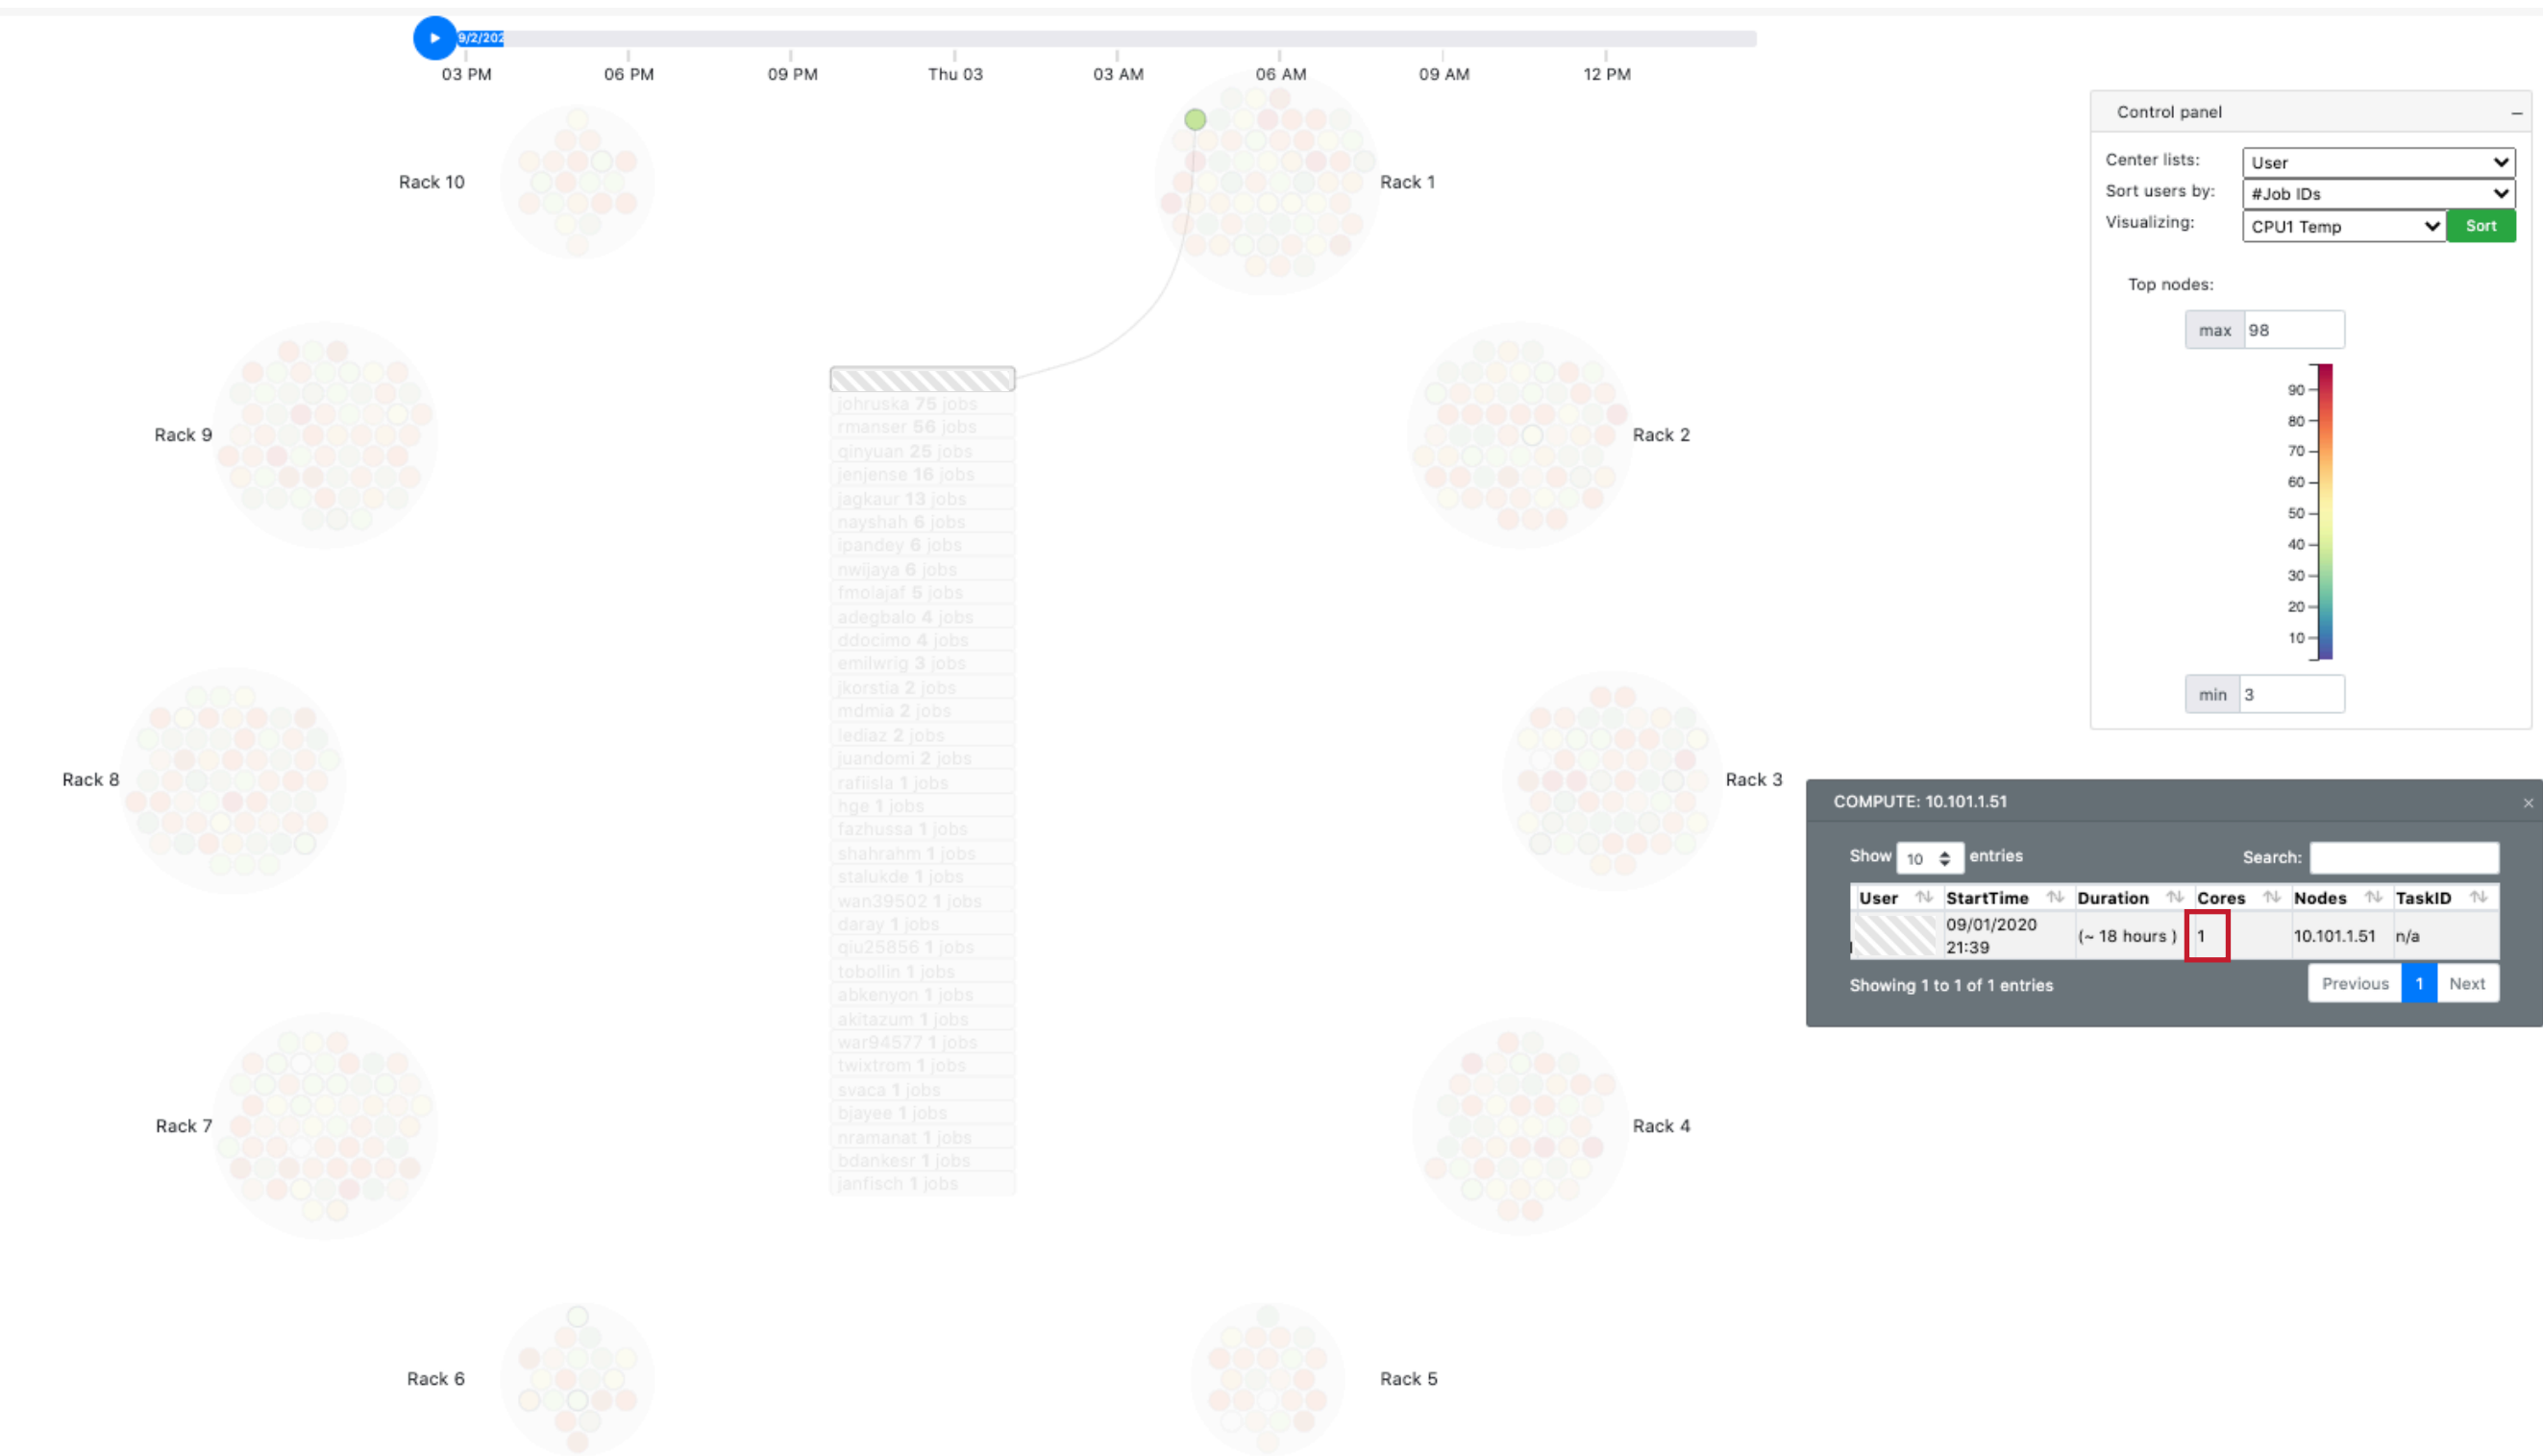 9/2/202
03 PM 06 PM 09 PM Thu 03 03 AM 06 AM 09 AM 12 PM
Rack 10
Rack 1
Rack 9
Rack 2
Rack 8
Rack 3
Rack 7
Rack 4
Rack 6
Rack 5
johruska 75 jobs
rmanser 56 jobs
qinyuan 25 jobs
jenjense 16 jobs
jagkaur 13 jobs
nayshah 6 jobs
ipandey 6 jobs
nwijaya 6 jobs
fmolajaf 5 jobs
adegbalo 4 jobs
ddocimo 4 jobs
emilwrig 3 jobs
jkorstia 2 jobs
mdmia 2 jobs
lediaz 2 jobs
juandomi 2 jobs
rafiisla 1 jobs
hge 1 jobs
fazhussa 1 jobs
shahrahm 1 jobs
stalukde 1 jobs
wan39502 1 jobs
daray 1 jobs
qiu25856 1 jobs
tobollin 1 jobs
abkenyon 1 jobs
akitazum 1 jobs
war94577 1 jobs
twixtrom 1 jobs
svaca 1 jobs
bjayee 1 jobs
nramanat 1 jobs
bdankesr 1 jobs
janfisch 1 jobs
Control panel
Center lists: User
Sort users by: #Job IDs
Visualizing: CPU1 Temp Sort
Top nodes:
max 98
90
80
70
60
50
40
30
20
10
min 3
COMPUTE: 10.101.1.51 ×
Show 10 entries Search:
User StartTime Duration Cores Nodes TaskID
09/01/2020
21:39 (~ 18 hours ) 1 10.101.1.51 n/a
Showing 1 to 1 of 1 entries Previous 1 Next